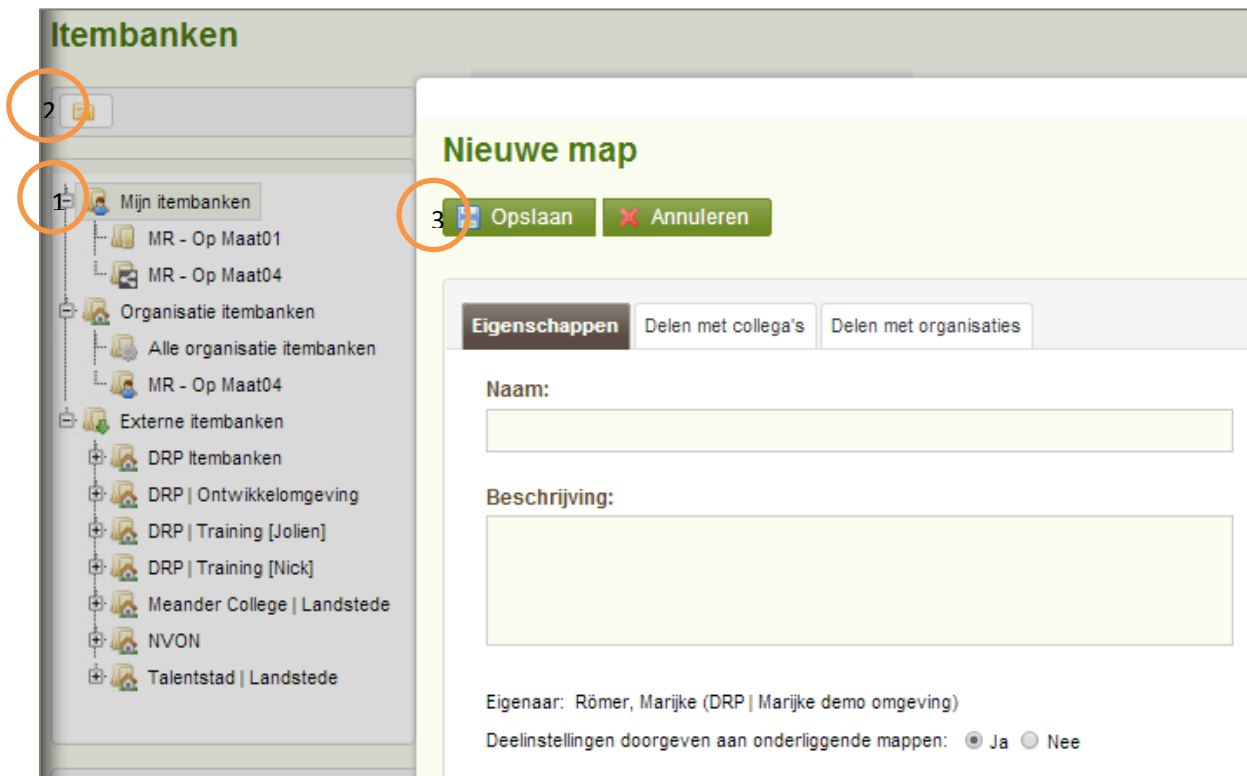 Itembanken
2
1
Mijn itembanken
MR - Op Maat01
MR - Op Maat04
Organisatie itembanken
Alle organisatie itembanken
MR - Op Maat04
Externe itembanken
DRP Itembanken
DRP | Ontwikkelomgeving
DRP | Training [Jolien]
DRP | Training [Nick]
Meander College | Landstede
NVON
Talentstad | Landstede
Nieuwe map
3 Opslaan Annuleren
Eigenschappen Delen met collega's Delen met organisaties
Naam:
Beschrijving:
Eigenaar: Römer, Marijke (DRP | Marijke demo omgeving)
Deelinstellingen doorgeven aan onderliggende mappen: Ja Nee